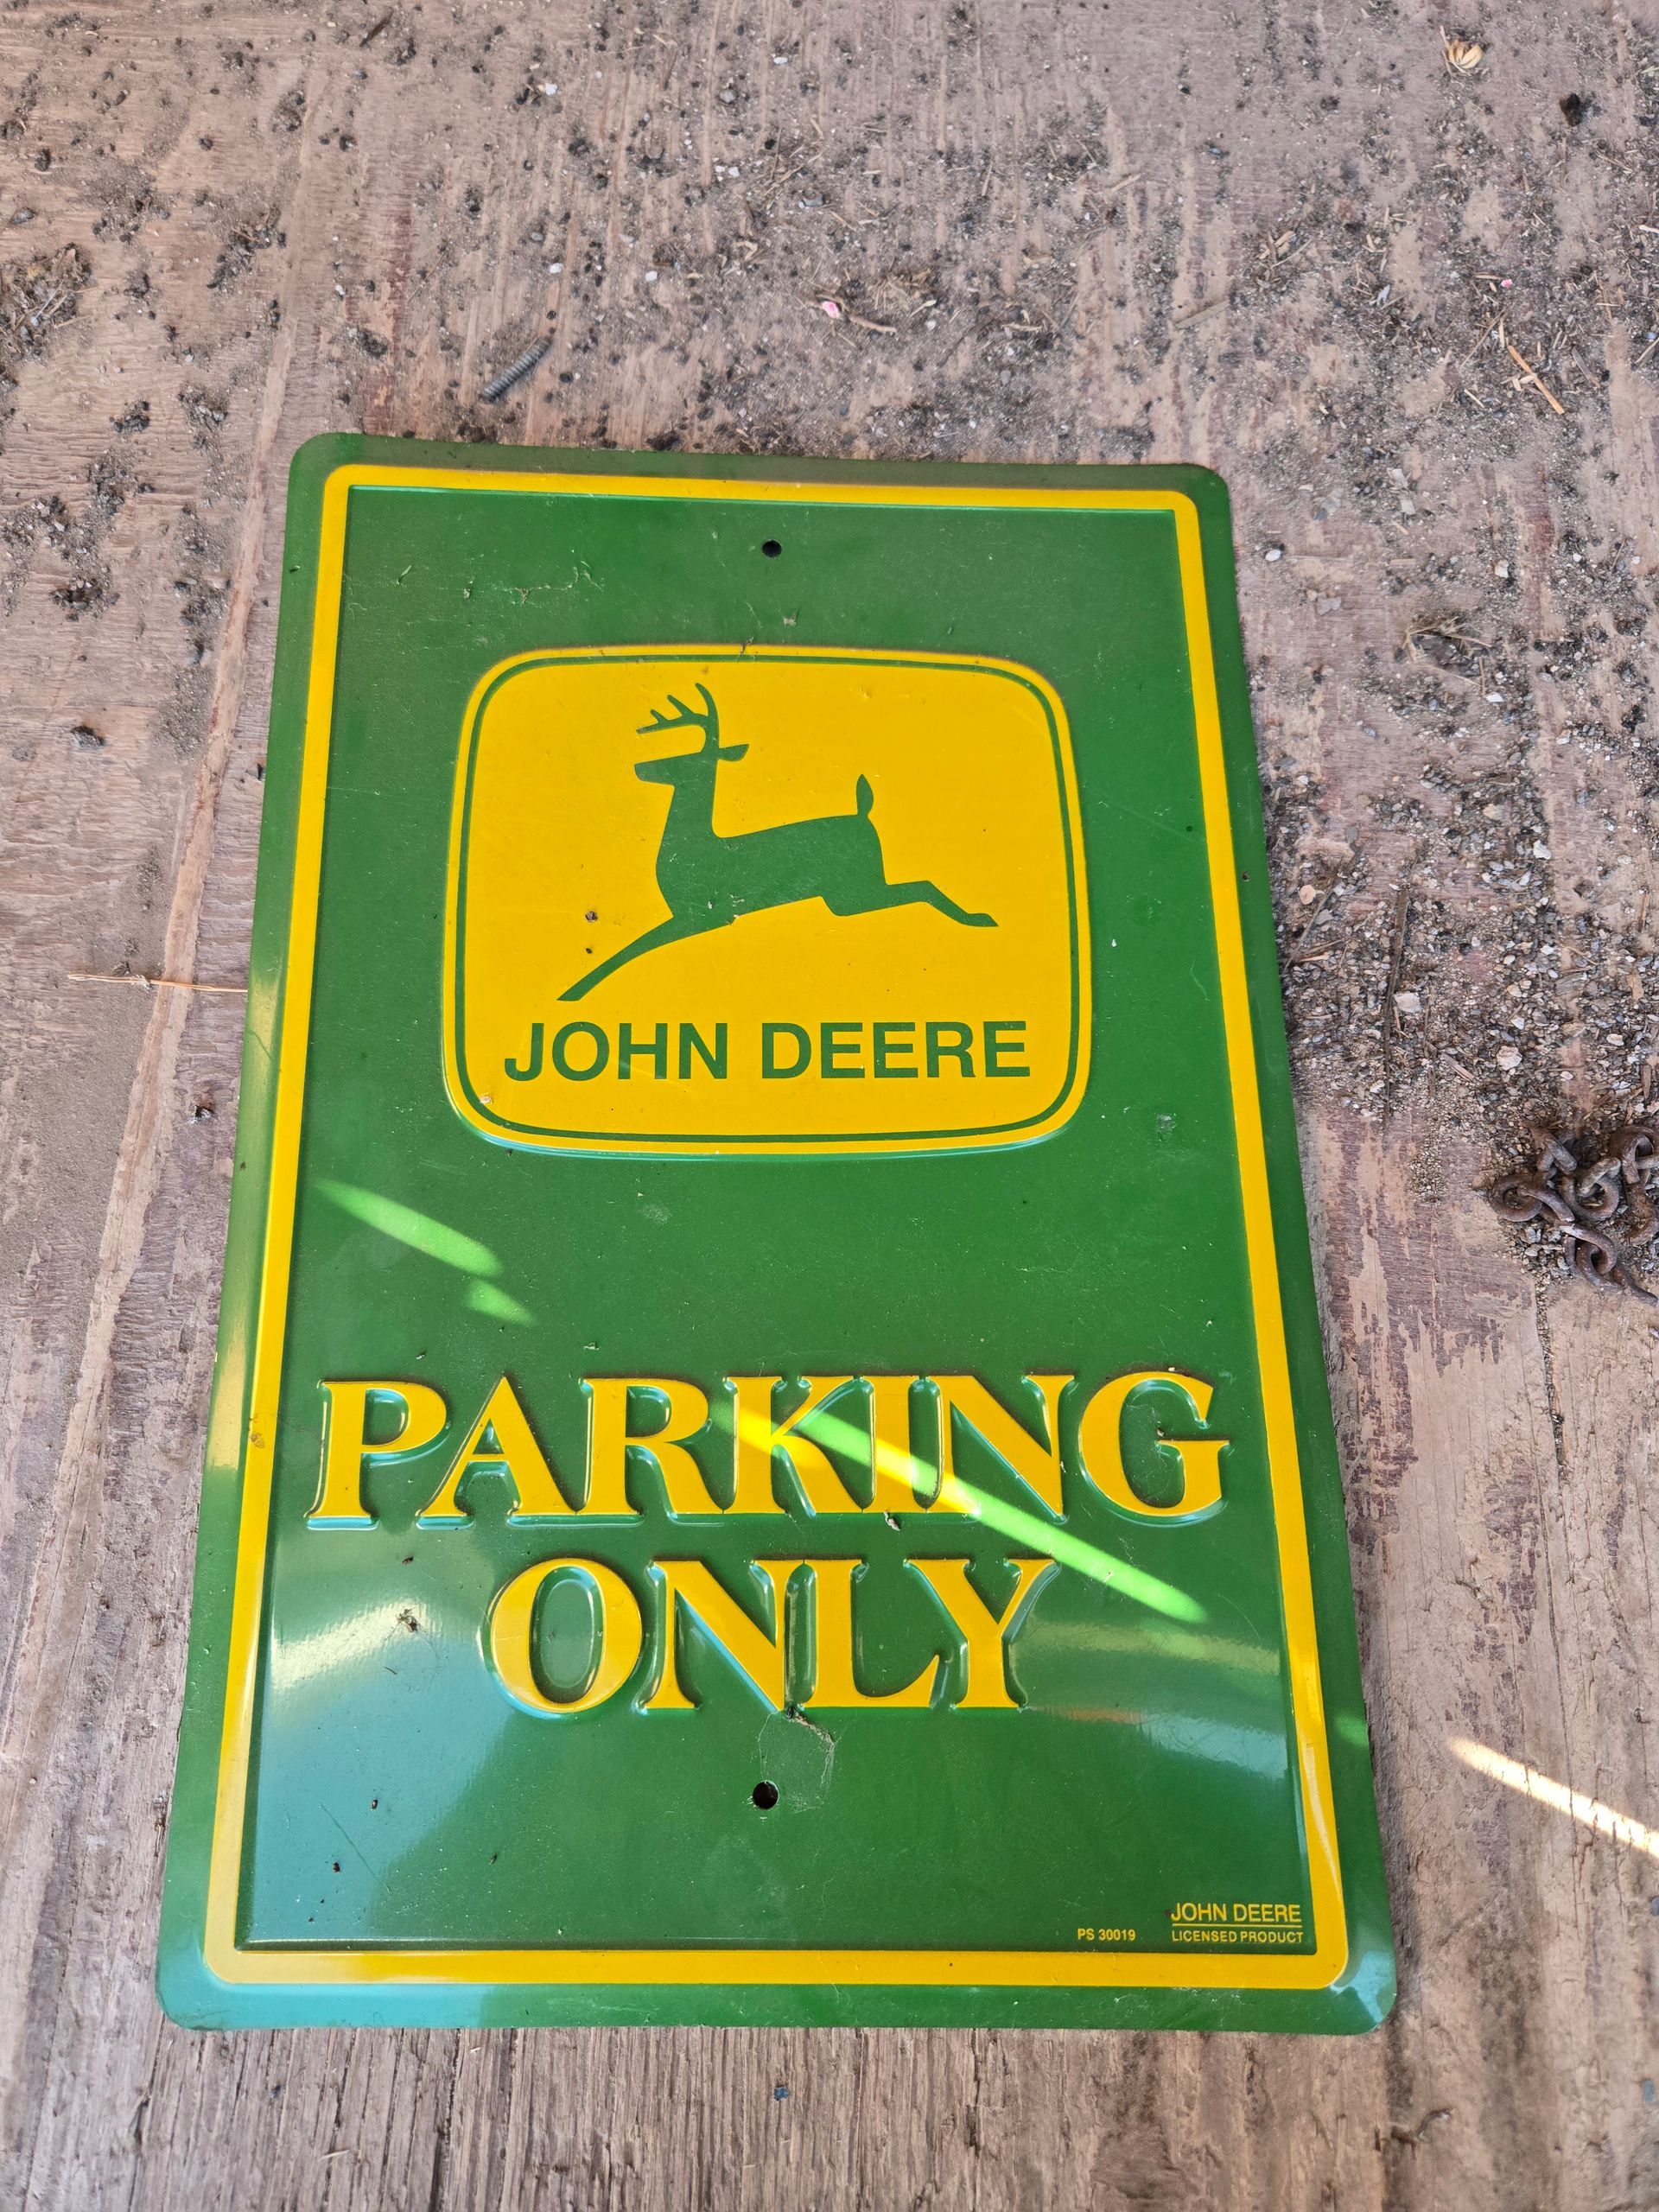 JOHN DEERE
PARKING
ONLY
JOHN DEERE
PS 30019 LICENSED PRODUCT